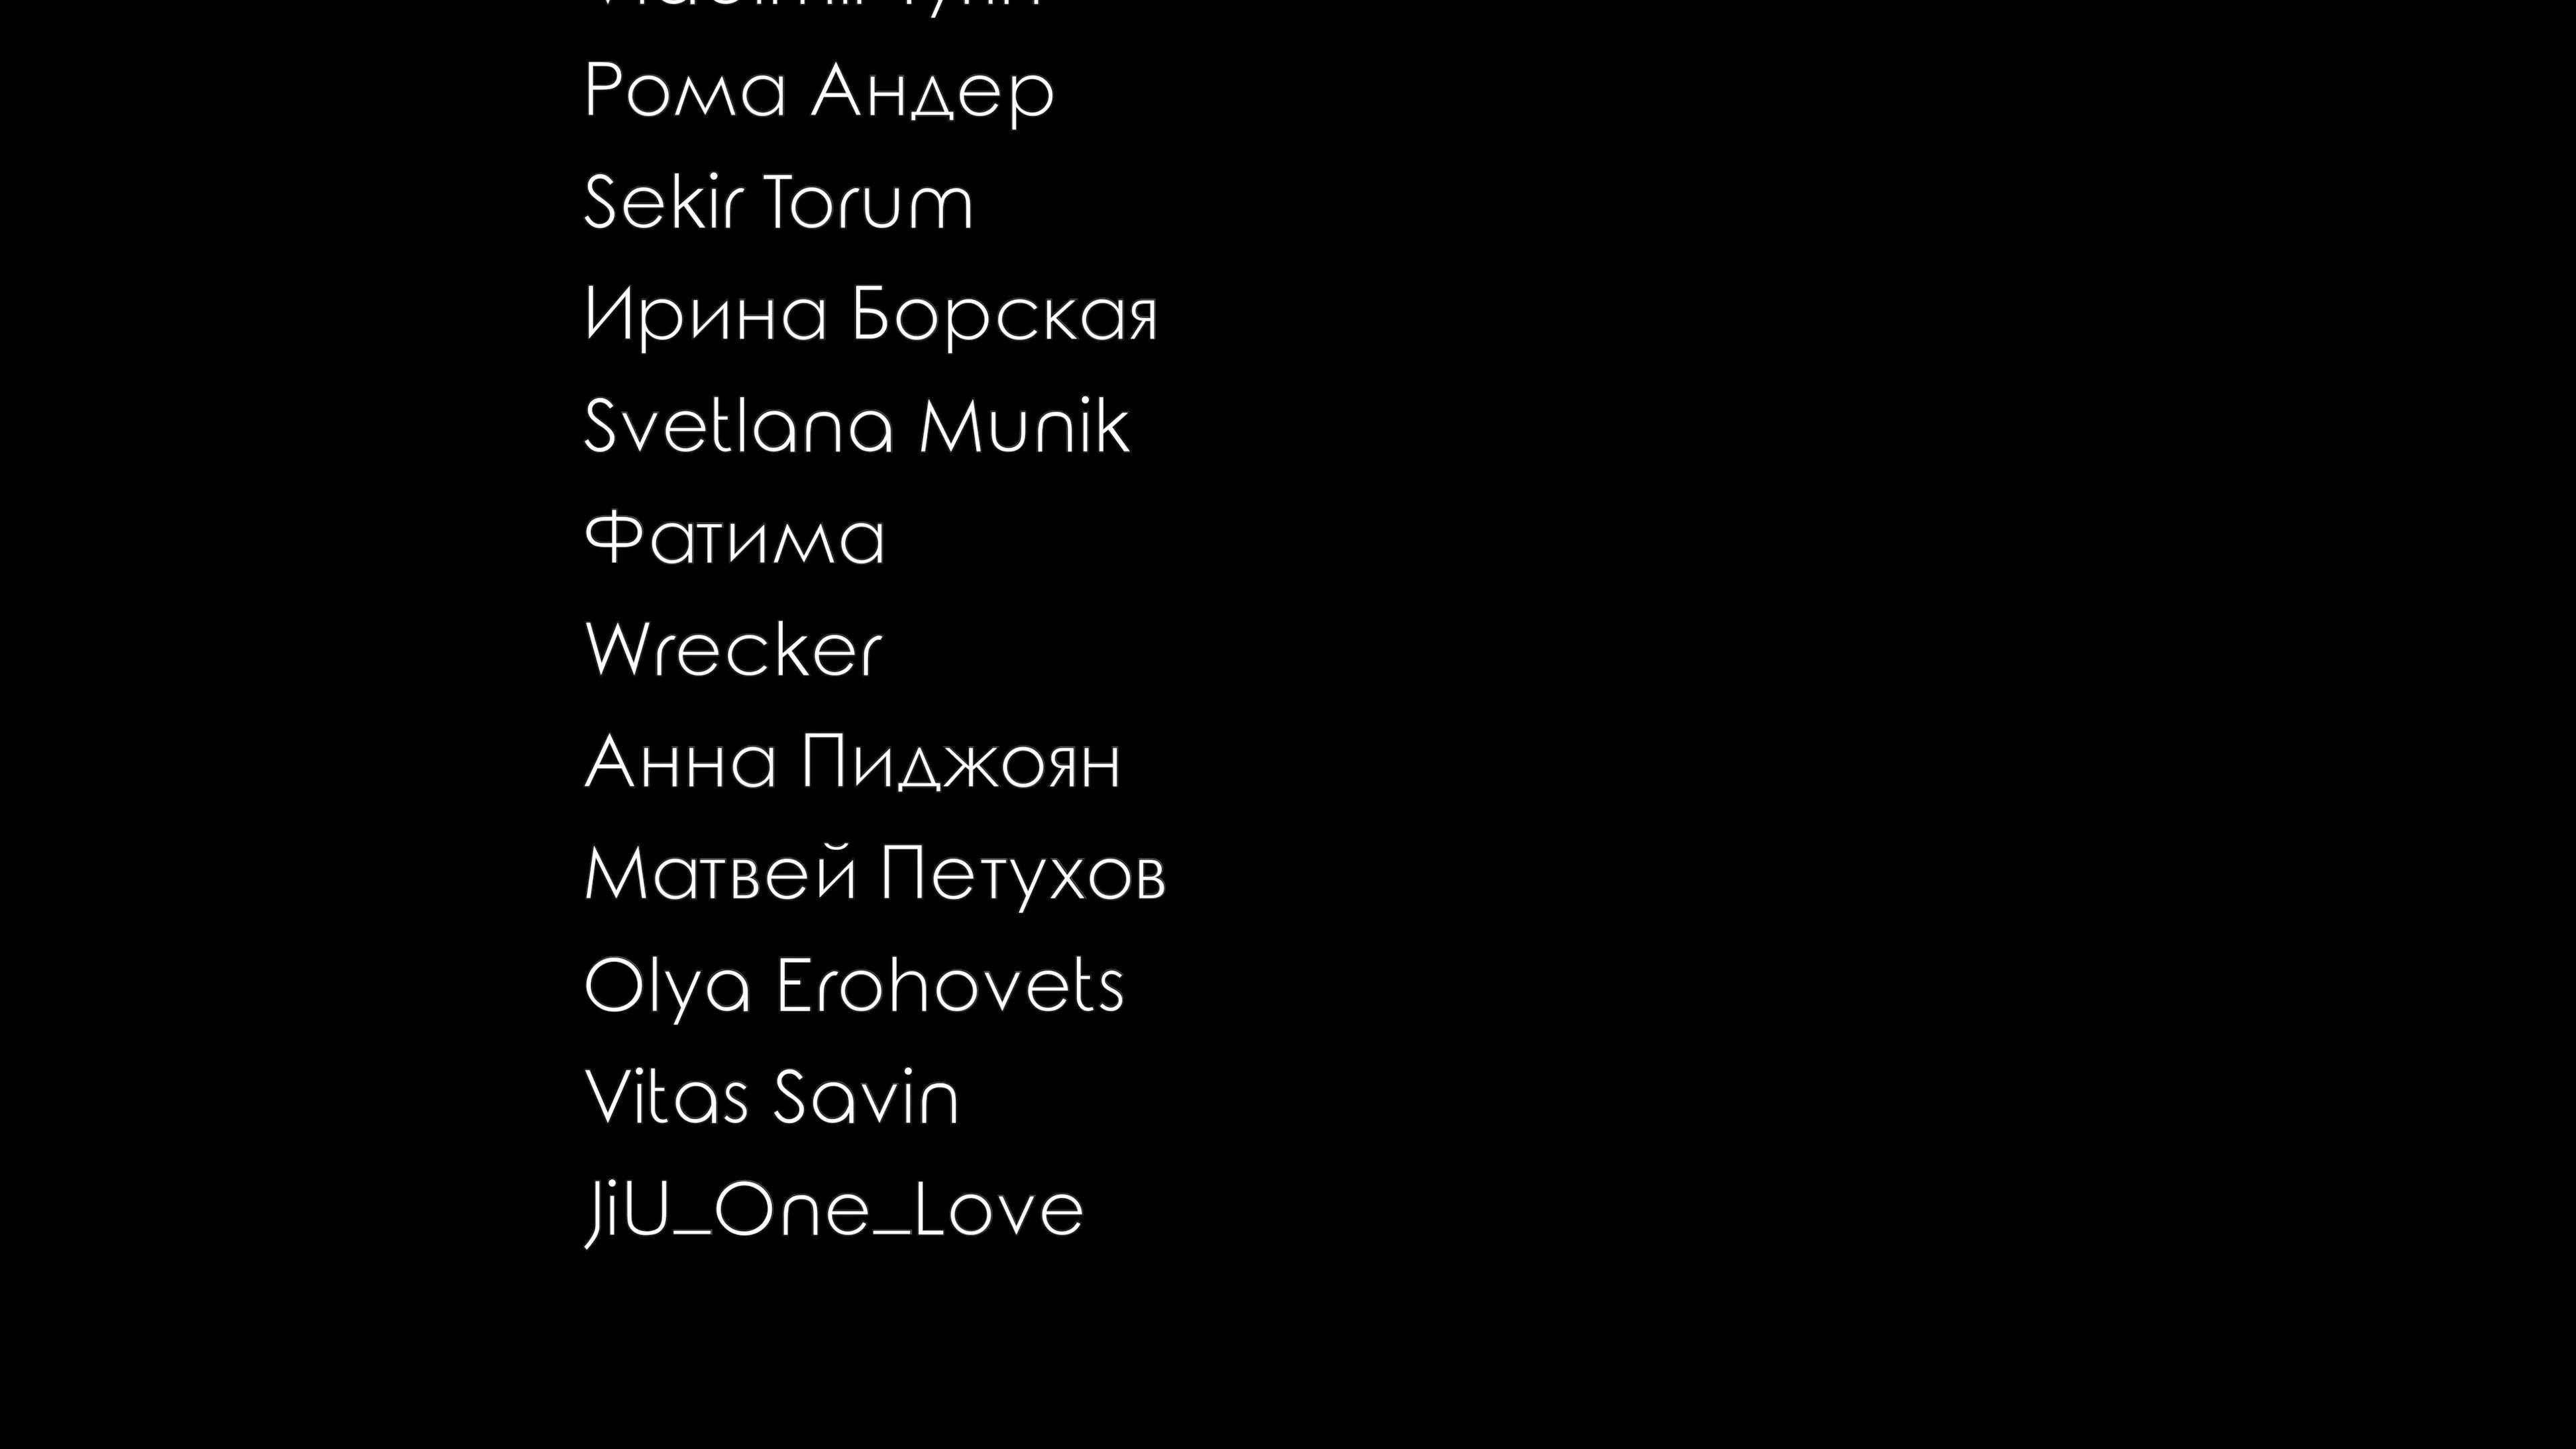 Рома Андер
Sekir Torum
Ирина Борская
Svetlana Munik
Фатима
Wrecker
Анна Пиджоян
Матвей Петухов
Olya Erohovets
Vitas Savin
JiU_One_Love